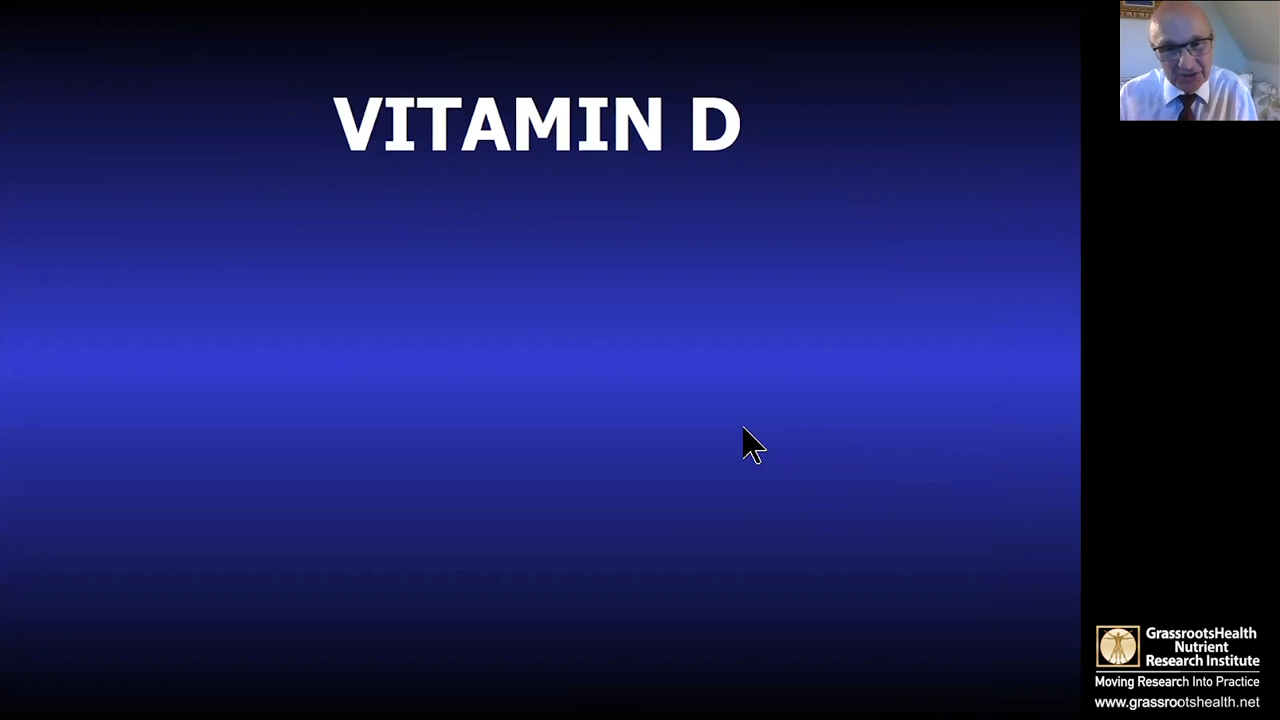 VITAMIN D
GrassrootsHealth
Nutrient
Research Institute
Moving Research Into Practice
www.grassrootshealth.net